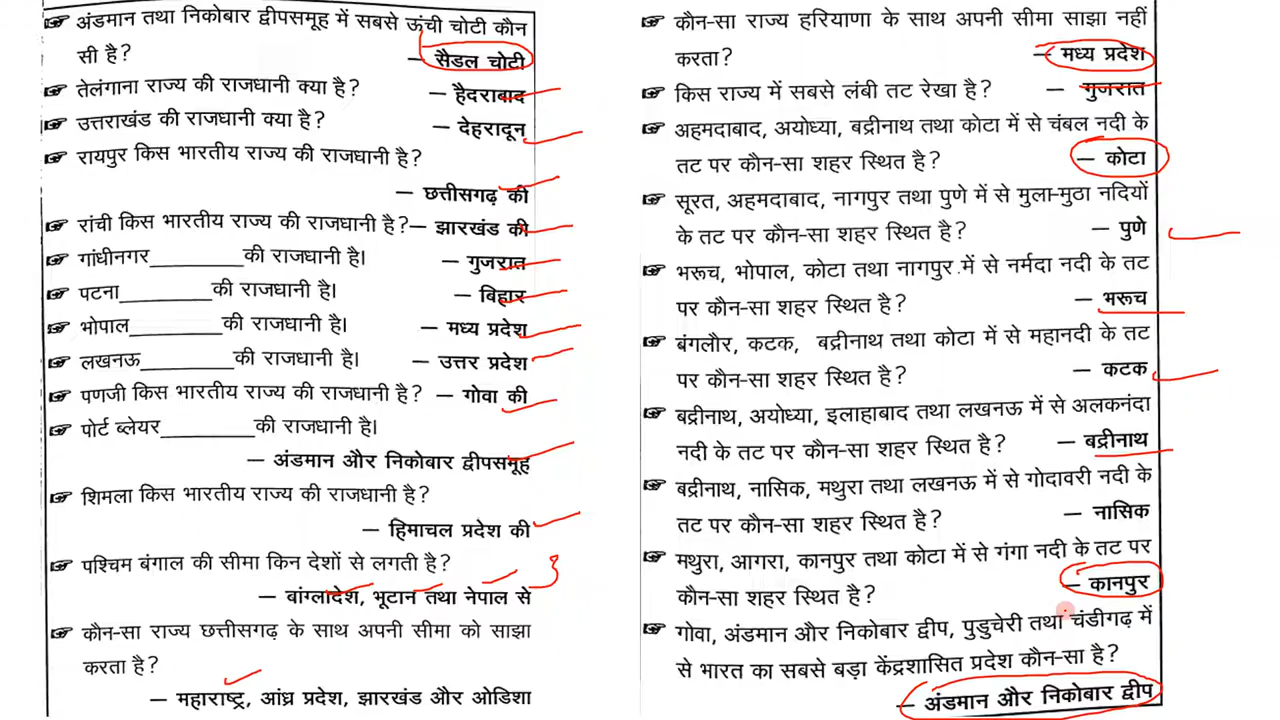 ☞ अंडमान तथा निकोबार द्वीपसमूह में सबसे ऊंची चोटी कौन
सी है? — सैडल चोटी
☞ तेलंगाना राज्य की राजधानी क्या है? — हैदराबाद
☞ उत्तराखंड की राजधानी क्या है? — देहरादून
☞ रायपुर किस भारतीय राज्य की राजधानी है?
— छत्तीसगढ़ की
☞ रांची किस भारतीय राज्य की राजधानी है? — झारखंड की
☞ गांधीनगर_________की राजधानी है। — गुजरात
☞ पटना_________की राजधानी है। — बिहार
☞ भोपाल_________की राजधानी है। — मध्य प्रदेश
☞ लखनऊ_________की राजधानी है। — उत्तर प्रदेश
☞ पणजी किस भारतीय राज्य की राजधानी है? — गोवा की
☞ पोर्ट ब्लेयर_________की राजधानी है।
— अंडमान और निकोबार द्वीपसमूह
☞ शिमला किस भारतीय राज्य की राजधानी है?
— हिमाचल प्रदेश की
☞ पश्चिम बंगाल की सीमा किन देशों से लगती है? 3
— बांग्लादेश, भूटान तथा नेपाल से
☞ कौन-सा राज्य छत्तीसगढ़ के साथ अपनी सीमा को साझा
करता है?
— महाराष्ट्र, आंध्र प्रदेश, झारखंड और ओडिशा
☞ कौन-सा राज्य हरियाणा के साथ अपनी सीमा साझा नहीं
करता? — मध्य प्रदेश
☞ किस राज्य में सबसे लंबी तट रेखा है? — गुजरात
☞ अहमदाबाद, अयोध्या, बद्रीनाथ तथा कोटा में से चंबल नदी के
तट पर कौन-सा शहर स्थित है? — कोटा
☞ सूरत, अहमदाबाद, नागपुर तथा पुणे में से मुला-मुठा नदियों
के तट पर कौन-सा शहर स्थित है? — पुणे
☞ भरूच, भोपाल, कोटा तथा नागपुर में से नर्मदा नदी के तट
पर कौन-सा शहर स्थित है? — भरूच
☞ बंगलौर, कटक, बद्रीनाथ तथा कोटा में से महानदी के तट
पर कौन-सा शहर स्थित है? — कटक
☞ बद्रीनाथ, अयोध्या, इलाहाबाद तथा लखनऊ में से अलकनंदा
नदी के तट पर कौन-सा शहर स्थित है? — बद्रीनाथ
☞ बद्रीनाथ, नासिक, मथुरा तथा लखनऊ में से गोदावरी नदी के
तट पर कौन-सा शहर स्थित है? — नासिक
☞ मथुरा, आगरा, कानपुर तथा कोटा में से गंगा नदी के तट पर
कौन-सा शहर स्थित है? — कानपुर
☞ गोवा, अंडमान और निकोबार द्वीप, पुडुचेरी तथा चंडीगढ़ में
से भारत का सबसे बड़ा केंद्रशासित प्रदेश कौन-सा है?
— अंडमान और निकोबार द्वीप